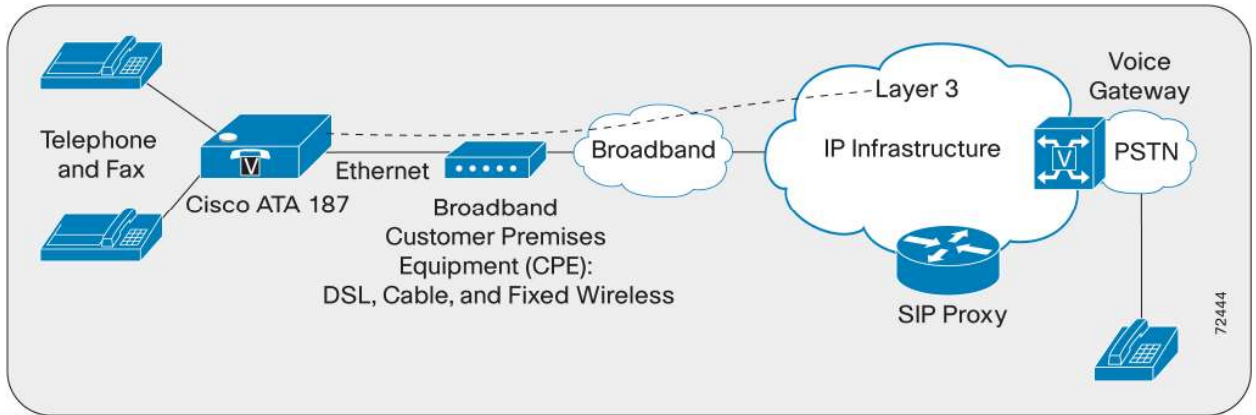 Telephone
and Fax
V
Cisco ATA 187
Ethernet
Broadband
Customer Premises
Equipment (CPE):
DSL, Cable, and Fixed Wireless
Broadband
Layer 3
IP Infrastructure
SIP Proxy
Voice
Gateway
V
PSTN
72444